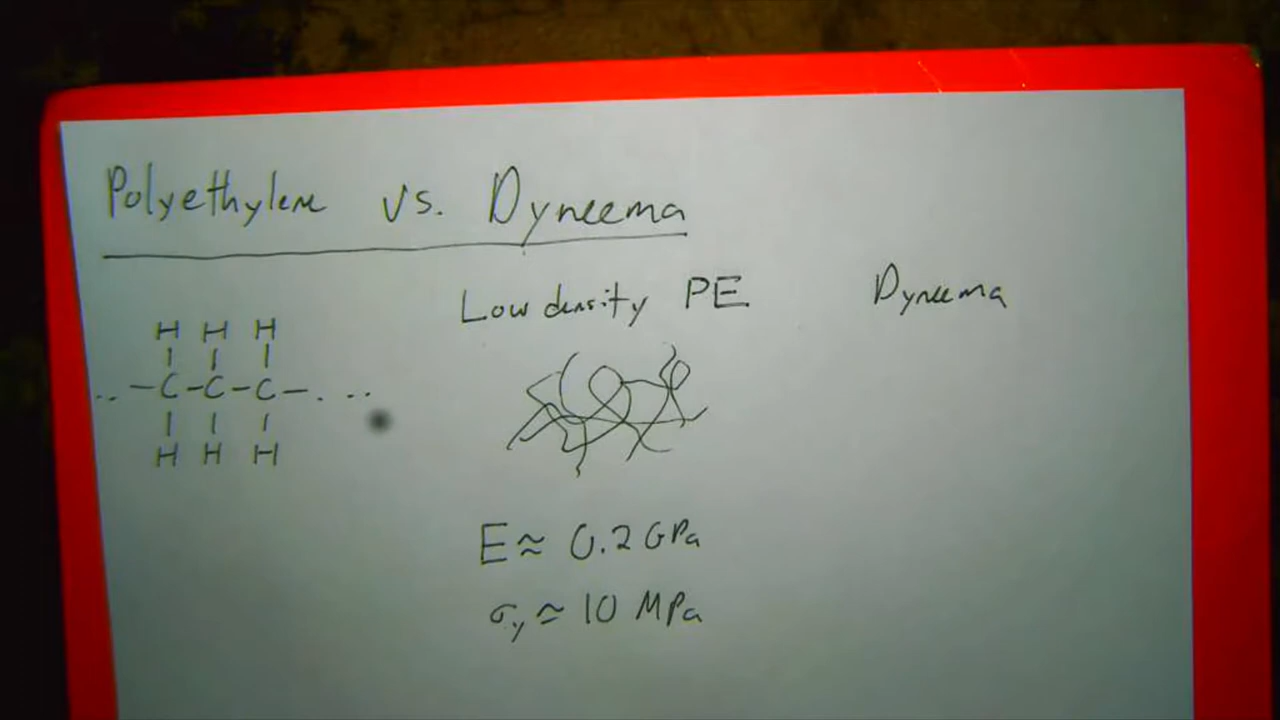 Polyethylene vs. Dyneema
Low density PE
Dyneema
H H H
.. -C-C-C- ...
H H H
E ≈ 0.2 GPa
σy ≈ 10 MPa